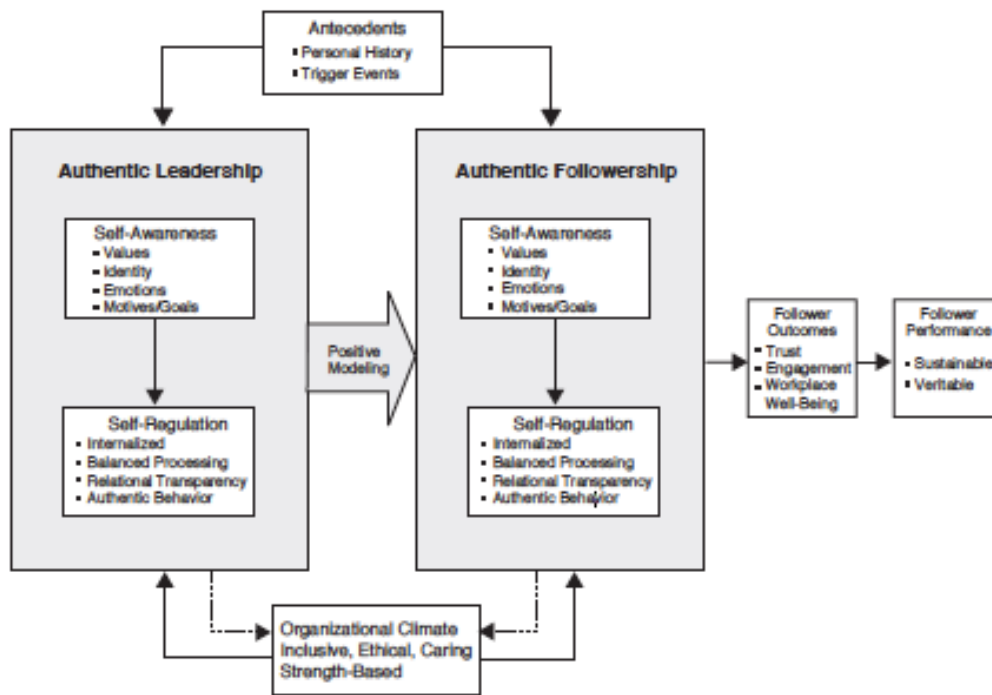 Antecedents
▪ Personal History
▪ Trigger Events
Authentic Leadership
Self-Awareness
▪ Values
▪ Identity
▪ Emotions
▪ Motives/Goals
Self-Regulation
▪ Internalized
▪ Balanced Processing
▪ Relational Transparency
▪ Authentic Behavior
Positive
Modeling
Authentic Followership
Self-Awareness
▪ Values
▪ Identity
▪ Emotions
▪ Motives/Goals
Self-Regulation
▪ Internalized
▪ Balanced Processing
▪ Relational Transparency
▪ Authentic Behavior
Follower
Outcomes
▪ Trust
▪ Engagement
▪ Workplace
Well-Being
Follower
Performance
▪ Sustainable
▪ Veritable
Organizational Climate
Inclusive, Ethical, Caring
Strength-Based